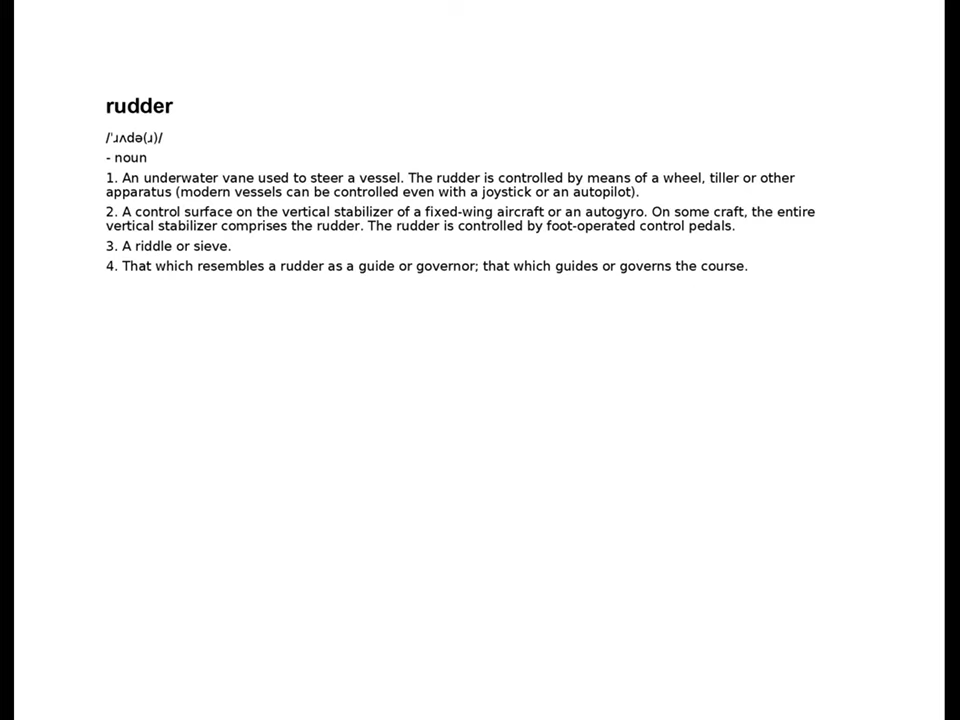 rudder
/ˈɹʌdə(ɹ)/
- noun
1. An underwater vane used to steer a vessel. The rudder is controlled by means of a wheel, tiller or other
apparatus (modern vessels can be controlled even with a joystick or an autopilot).
2. A control surface on the vertical stabilizer of a fixed-wing aircraft or an autogyro. On some craft, the entire
vertical stabilizer comprises the rudder. The rudder is controlled by foot-operated control pedals.
3. A riddle or sieve.
4. That which resembles a rudder as a guide or governor; that which guides or governs the course.